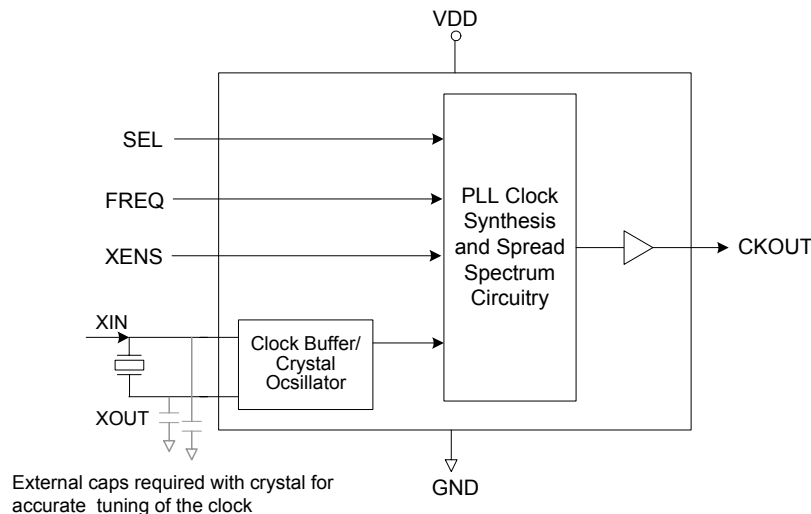 VDD
SEL
FREQ
XENS
PLL Clock
Synthesis
and Spread
Spectrum
Circuitry
CKOUT
XIN
Clock Buffer/
Crystal
Ocsillator
XOUT
GND
External caps required with crystal for
accurate tuning of the clock